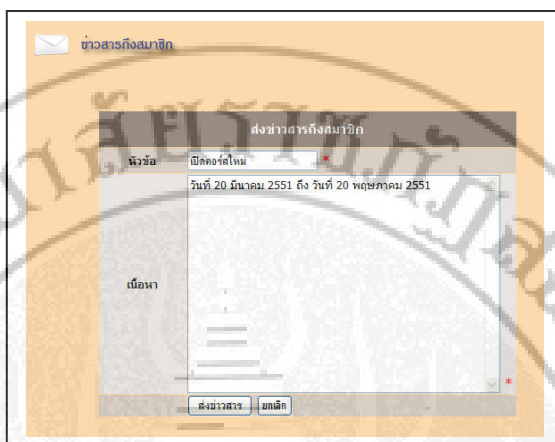 ข่าวสารถึงสมาชิก
ส่งข่าวสารถึงสมาชิก
หัวข้อ เปิดคอร์สใหม่ *
วันที่ 20 มีนาคม 2551 ถึง วันที่ 20 พฤษภาคม 2551
เนื้อหา
*
ส่งข่าวสาร ยกเลิก